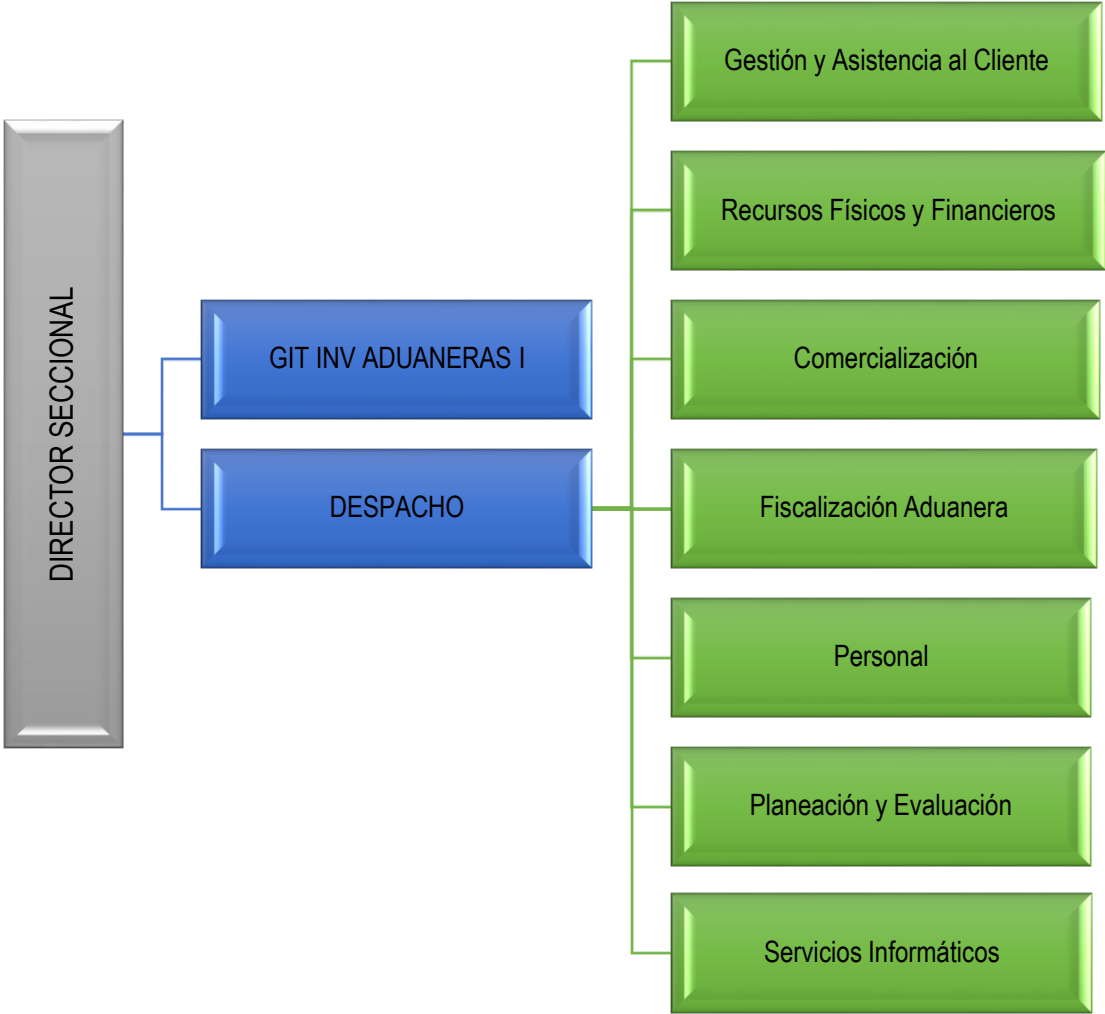 DIRECTOR SECCIONAL
GIT INV ADUANERAS I
DESPACHO
Gestión y Asistencia al Cliente
Recursos Físicos y Financieros
Comercialización
Fiscalización Aduanera
Personal
Planeación y Evaluación
Servicios Informáticos